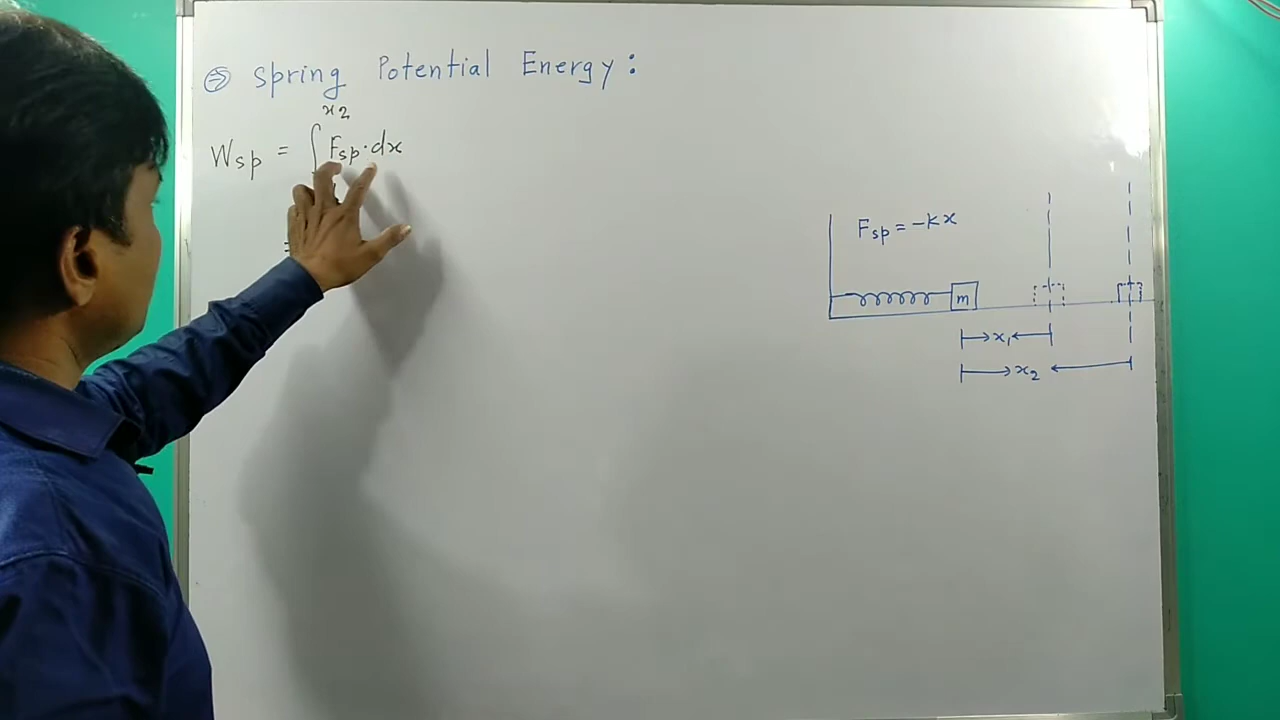 ⇒ Spring Potential Energy:
x2
Wsp = ∫ Fsp·dx
=
Fsp = -kx
m
x1
x2